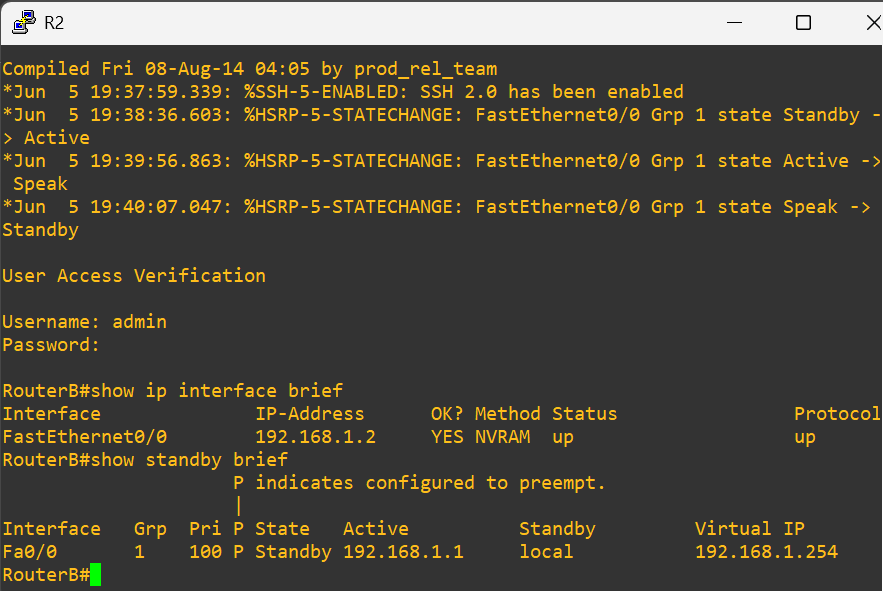 R2
Compiled Fri 08-Aug-14 04:05 by prod_rel_team
*Jun  5 19:37:59.339: %SSH-5-ENABLED: SSH 2.0 has been enabled
*Jun  5 19:38:36.603: %HSRP-5-STATECHANGE: FastEthernet0/0 Grp 1 state Standby -
> Active
*Jun  5 19:39:56.863: %HSRP-5-STATECHANGE: FastEthernet0/0 Grp 1 state Active ->
 Speak
*Jun  5 19:40:07.047: %HSRP-5-STATECHANGE: FastEthernet0/0 Grp 1 state Speak ->
Standby
User Access Verification
Username: admin
Password:
RouterB#show ip interface brief
Interface              IP-Address      OK? Method Status                Protocol
FastEthernet0/0        192.168.1.2     YES NVRAM  up                    up
RouterB#show standby brief
                     P indicates configured to preempt.
                     |
Interface   Grp  Pri P State   Active          Standby         Virtual IP
Fa0/0       1    100 P Standby 192.168.1.1     local           192.168.1.254
RouterB#